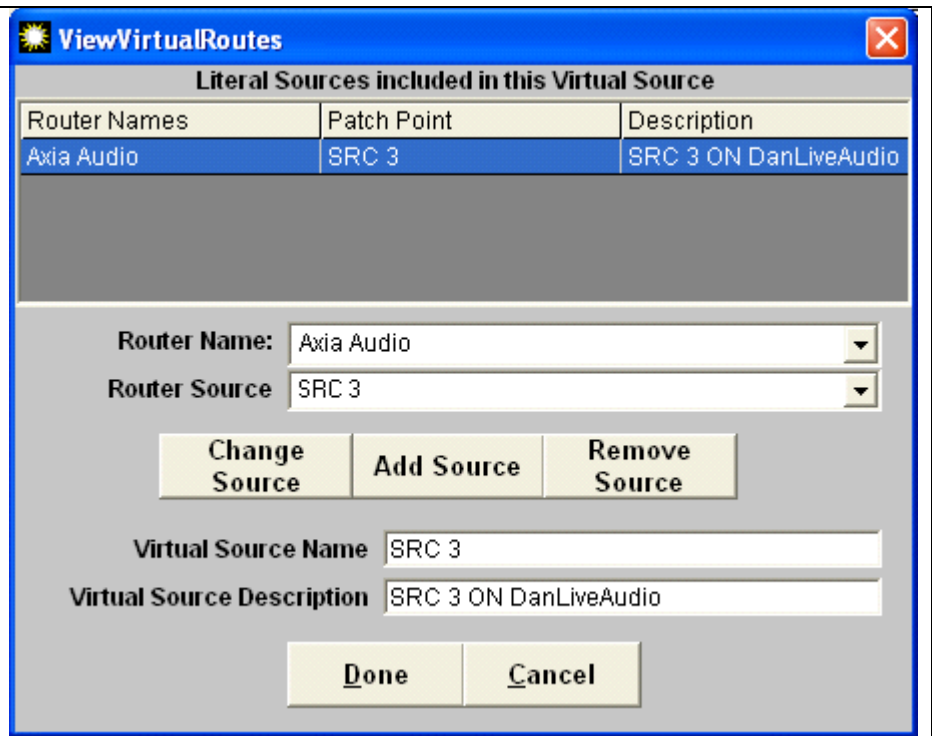 ViewVirtualRoutes
Literal Sources included in this Virtual Source
Router Names Patch Point Description
Axia Audio SRC 3 SRC 3 ON DanLiveAudio
Router Name: Axia Audio
Router Source SRC 3
Change Source Add Source Remove Source
Virtual Source Name SRC 3
Virtual Source Description SRC 3 ON DanLiveAudio
Done Cancel